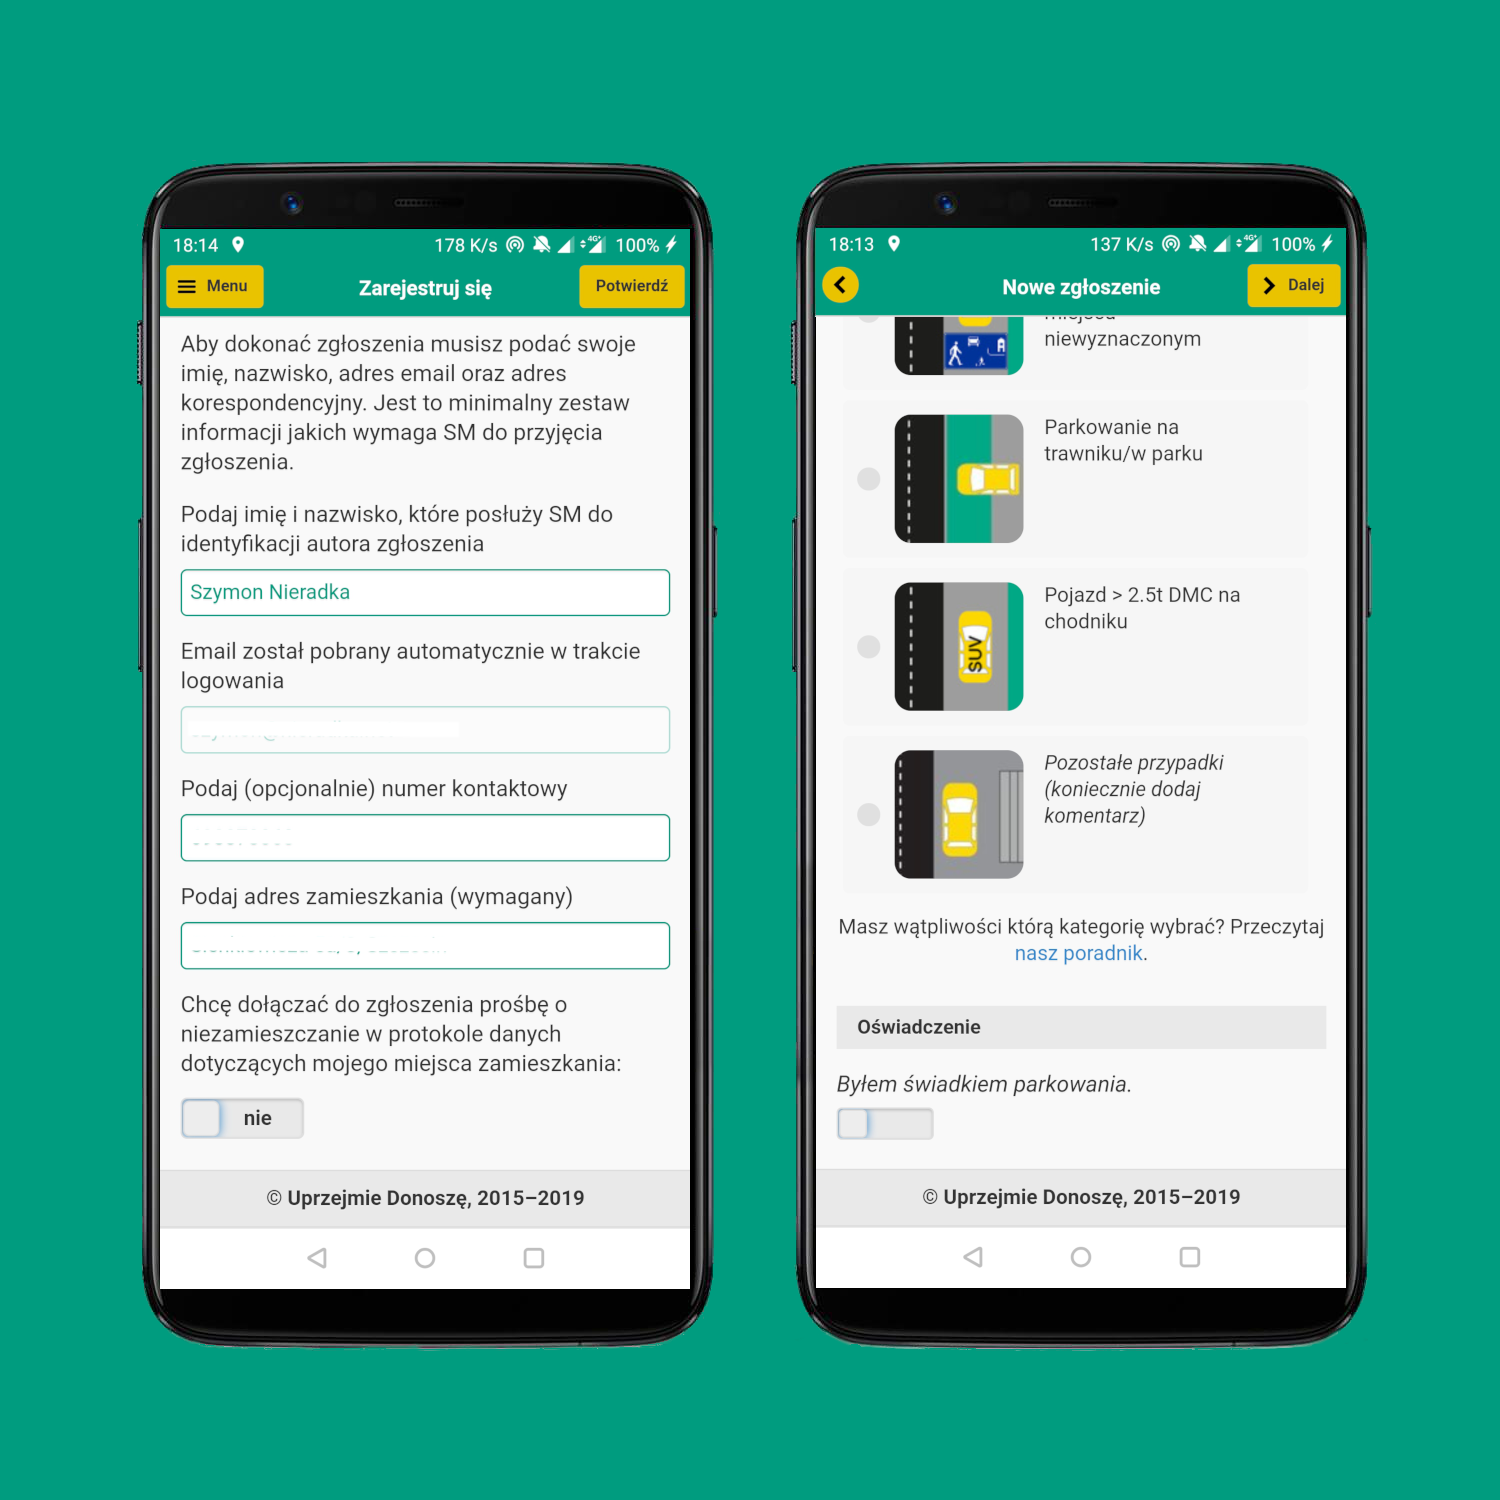 18:14
178 K/s
4G+
100%
Menu
Zarejestruj się
Potwierdź
Aby dokonać zgłoszenia musisz podać swoje
imię, nazwisko, adres email oraz adres
korespondencyjny. Jest to minimalny zestaw
informacji jakich wymaga SM do przyjęcia
zgłoszenia.
Podaj imię i nazwisko, które posłuży SM do
identyfikacji autora zgłoszenia
Szymon Nieradka
Email został pobrany automatycznie w trakcie
logowania
Podaj (opcjonalnie) numer kontaktowy
Podaj adres zamieszkania (wymagany)
Chcę dołączać do zgłoszenia prośbę o
niezamieszczanie w protokole danych
dotyczących mojego miejsca zamieszkania:
nie
© Uprzejmie Donoszę, 2015–2019
18:13
137 K/s
4G+
100%
Nowe zgłoszenie
Dalej
niewyznaczonym
Parkowanie na
trawniku/w parku
Pojazd > 2.5t DMC na
chodniku
SUV
Pozostałe przypadki
(koniecznie dodaj
komentarz)
Masz wątpliwości którą kategorię wybrać? Przeczytaj
nasz poradnik.
Oświadczenie
Byłem świadkiem parkowania.
© Uprzejmie Donoszę, 2015–2019